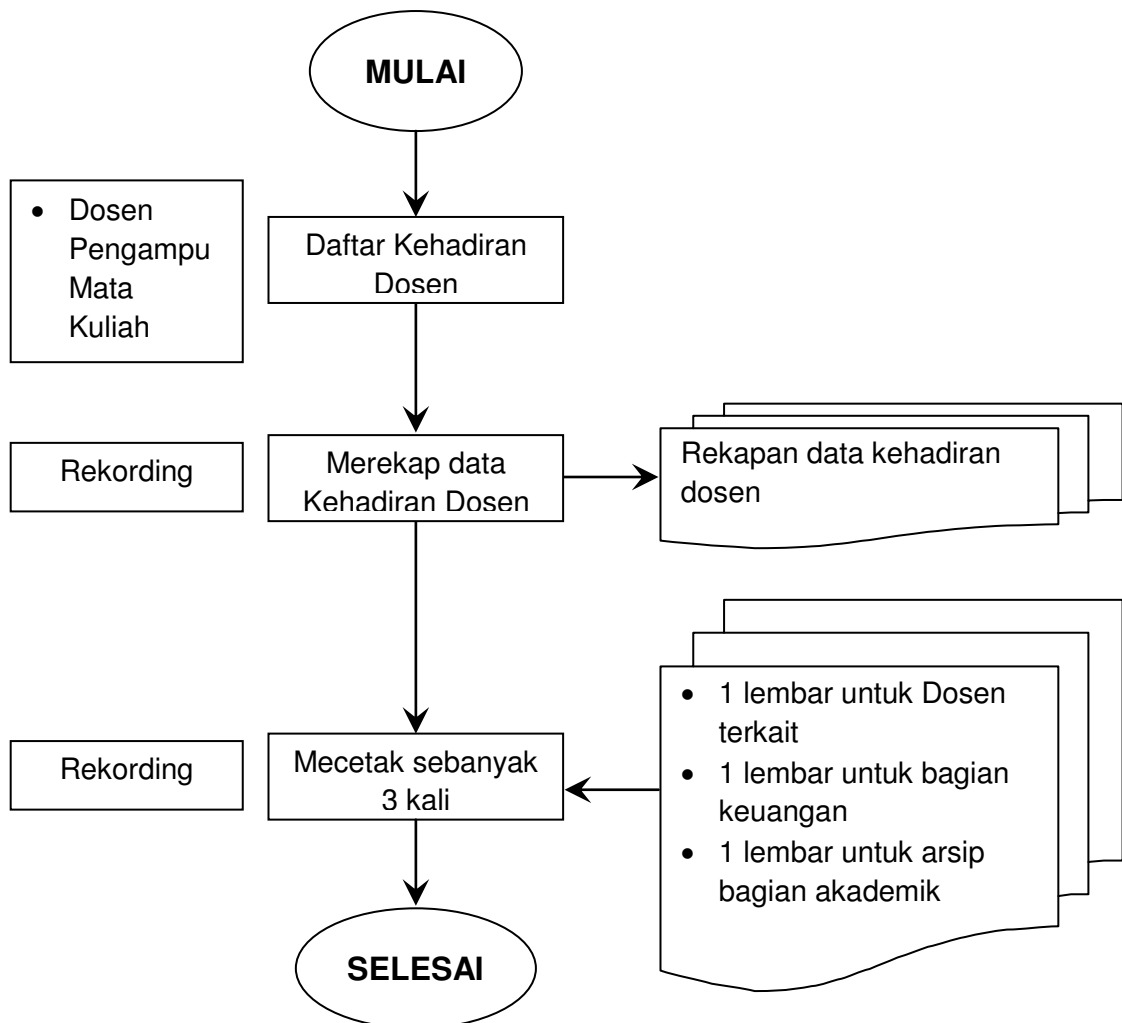 MULAI
• Dosen
Pengampu
Mata
Kuliah
Daftar Kehadiran
Dosen
Rekording
Merekap data
Kehadiran Dosen
Rekapan data kehadiran
dosen
Rekording
Mecetak sebanyak
3 kali
• 1 lembar untuk Dosen
terkait
• 1 lembar untuk bagian
keuangan
• 1 lembar untuk arsip
bagian akademik
SELESAI